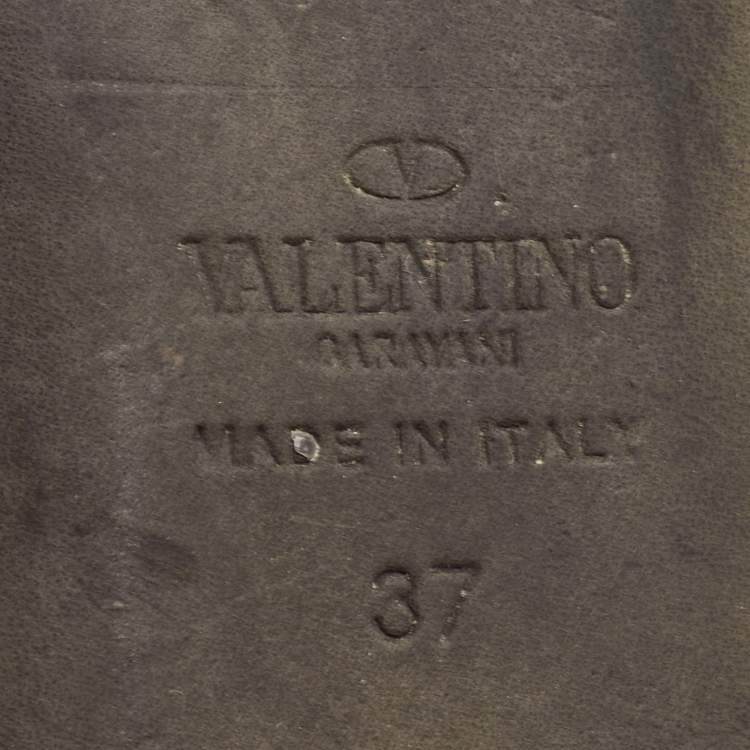 V
VALENTINO
GARAVANI
MADE IN ITALY
37